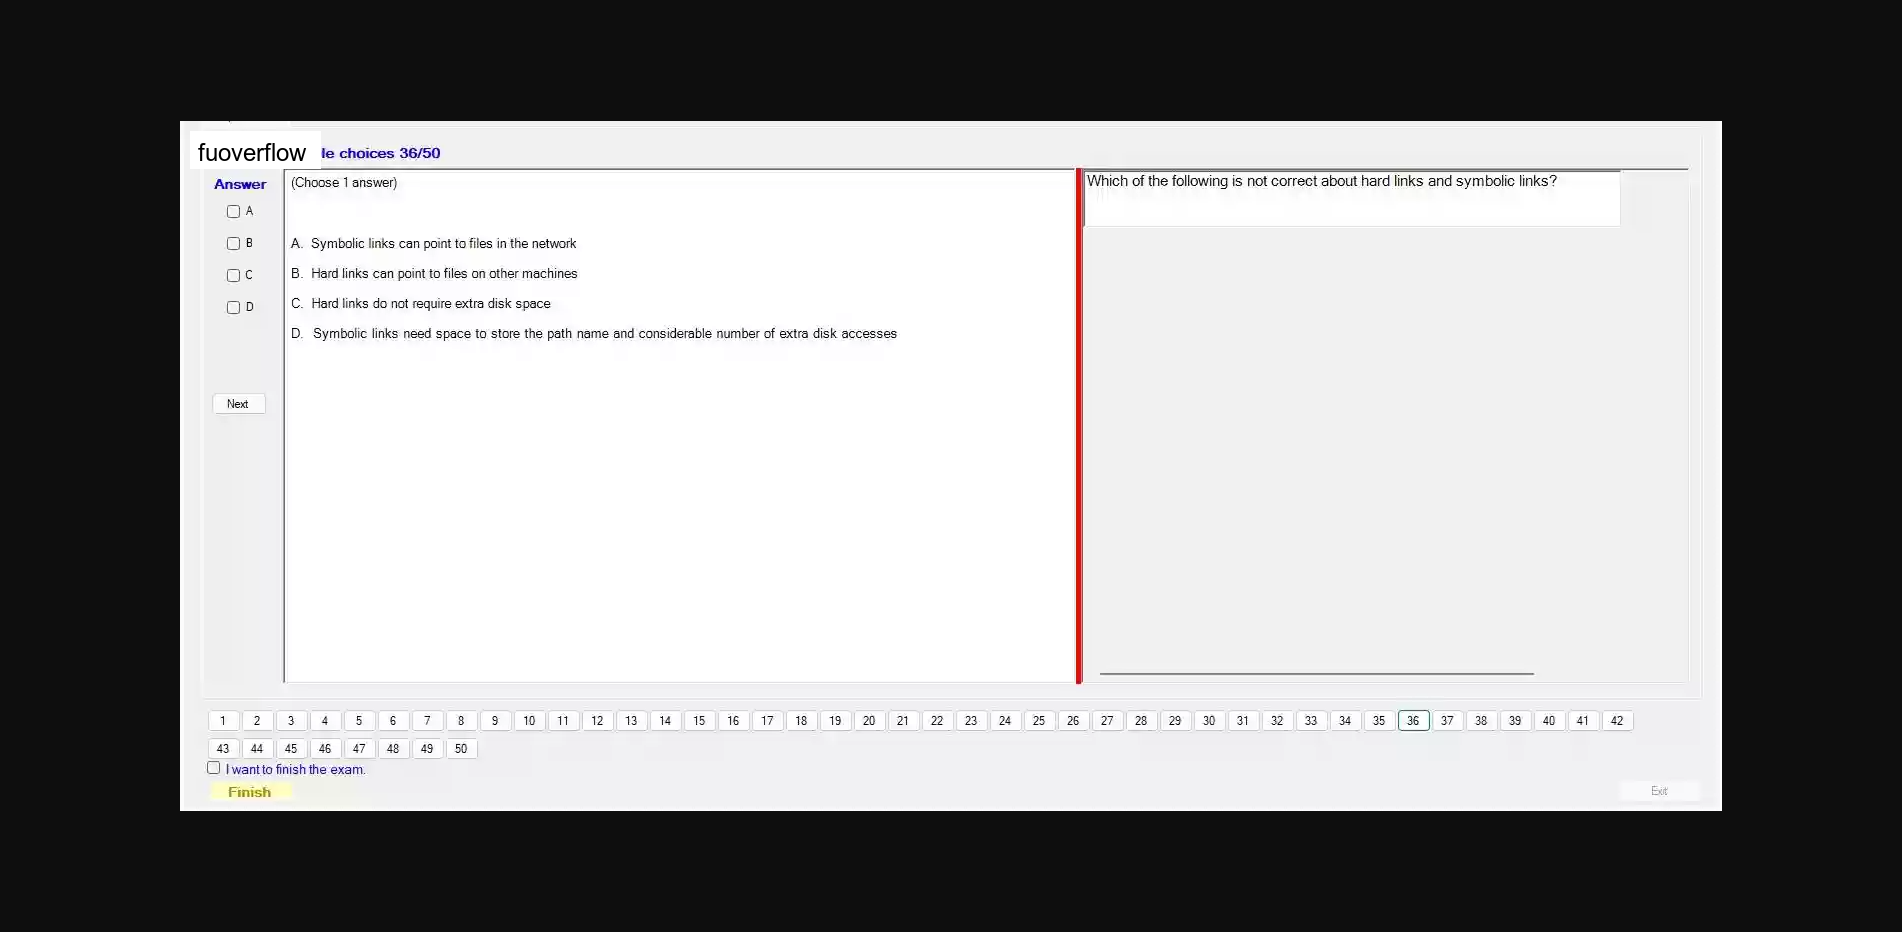 fuoverflow le choices 36/50
Answer
(Choose 1 answer)
A
B
C
D
A. Symbolic links can point to files in the network
B. Hard links can point to files on other machines
C. Hard links do not require extra disk space
D. Symbolic links need space to store the path name and considerable number of extra disk accesses
Next
Which of the following is not correct about hard links and symbolic links?
1 2 3 4 5 6 7 8 9 10 11 12 13 14 15 16 17 18 19 20 21 22 23 24 25 26 27 28 29 30 31 32 33 34 35 36 37 38 39 40 41 42
43 44 45 46 47 48 49 50
I want to finish the exam.
Finish
Exit